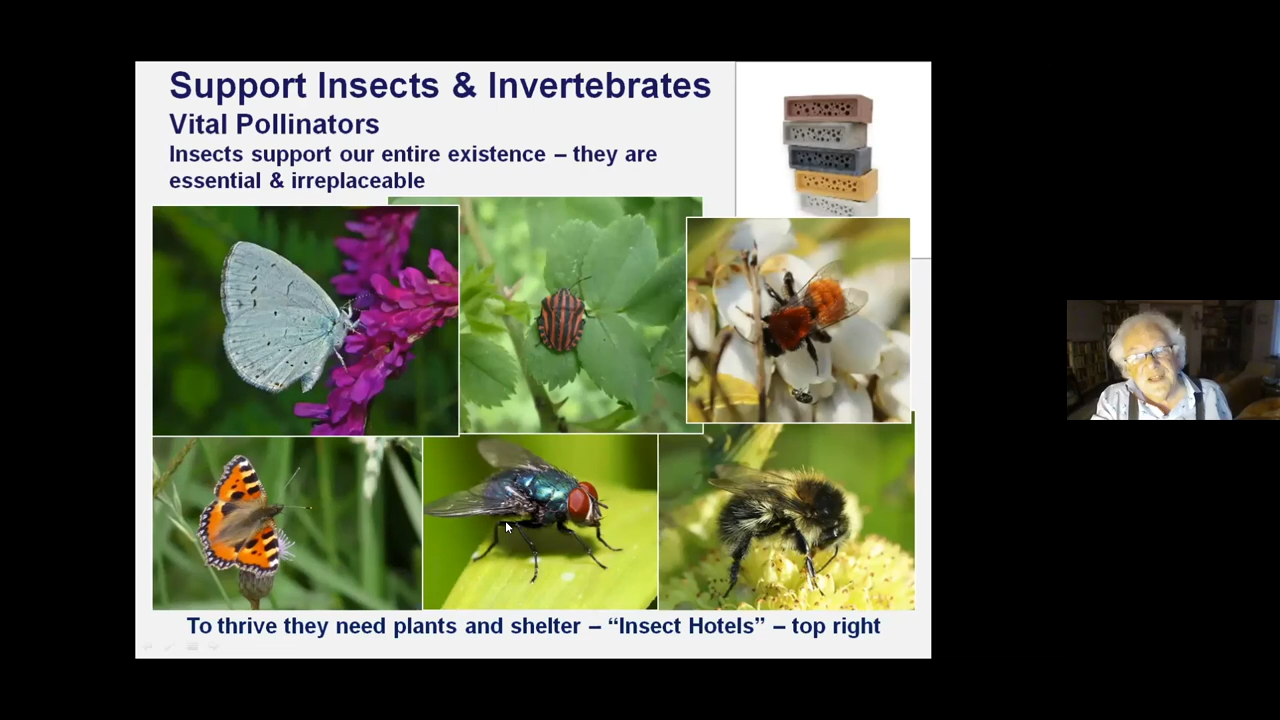 Support Insects & Invertebrates
Vital Pollinators
Insects support our entire existence – they are
essential & irreplaceable
To thrive they need plants and shelter – “Insect Hotels” – top right